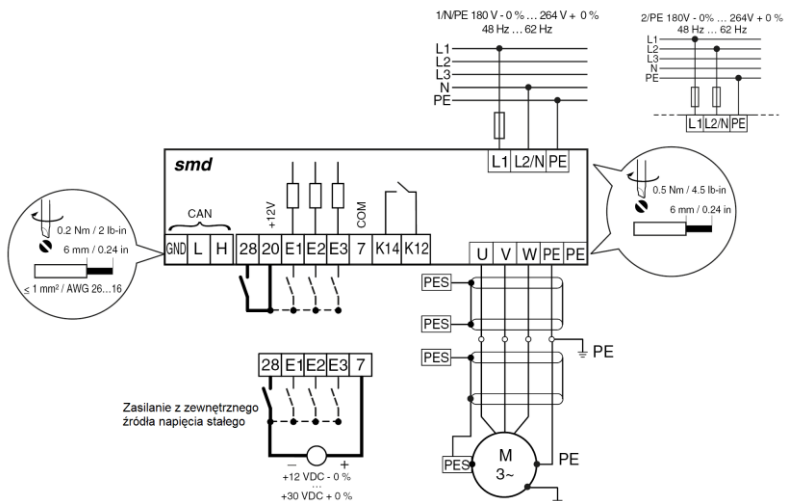 1/N/PE 180 V - 0 % … 264 V + 0 %
48 Hz … 62 Hz
L1
L2
L3
N
PE
2/PE 180V - 0% … 264V + 0 %
48 Hz … 62 Hz
L1
L2
L3
N
PE
L1 L2/N PE
smd
L1 L2/N PE
CAN
+12V
COM
GND L H 28 20 E1 E2 E3 7 K14 K12
U V W PE PE
0.2 Nm / 2 lb-in
6 mm / 0.24 in
≤ 1 mm² / AWG 26…16
0.5 Nm / 4.5 lb-in
6 mm / 0.24 in
PES
PES
PES
PE
28 E1 E2 E3 7
Zasilanie z zewnętrznego
źródła napięcia stałego
− +
+12 VDC - 0 %
…
+30 VDC + 0 %
PES
M
3~
PE